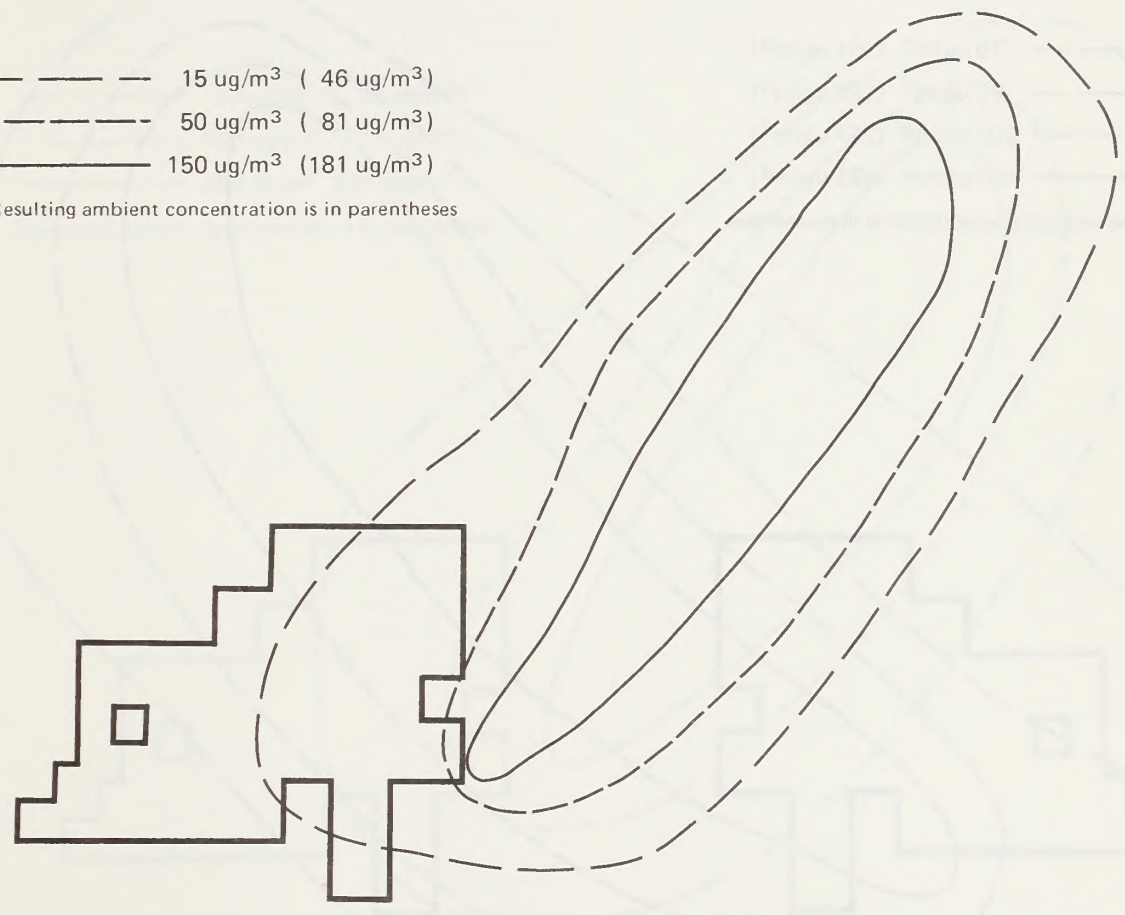 15 ug/m³ ( 46 ug/m³)
50 ug/m³ ( 81 ug/m³)
150 ug/m³ (181 ug/m³)
esulting ambient concentration is in parentheses